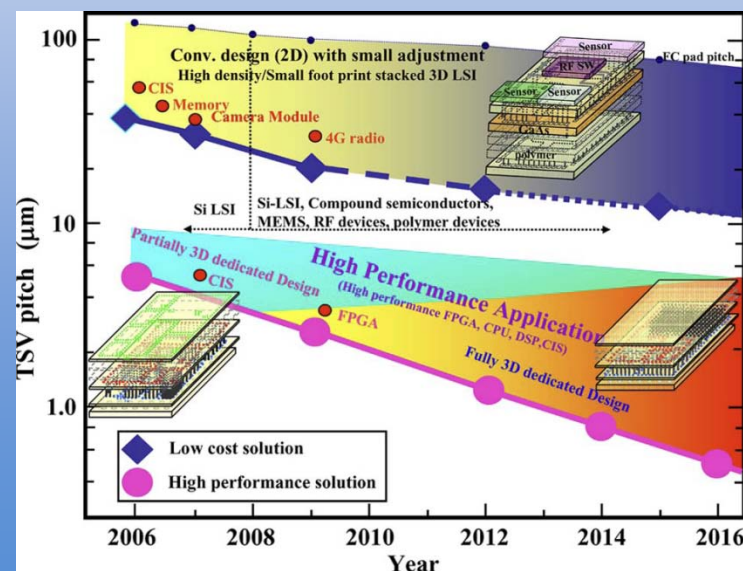 100
10
1.0
TSV pitch (μm)
Conv. design (2D) with small adjustment
High density/Small foot print stacked 3D LSI
Sensor
FC pad pitch
RF SW
Sensor
Sensor
GaAs
polymer
CIS
Memory
Camera Module
4G radio
Si LSI
Si-LSI, Compound semiconductors,
MEMS, RF devices, polymer devices
Partially 3D dedicated Design
CIS
High Performance Application
(High performance FPGA, CPU, DSP,CIS)
FPGA
Fully 3D dedicated Design
Low cost solution
High performance solution
2006
2008
2010
2012
2014
2016
Year